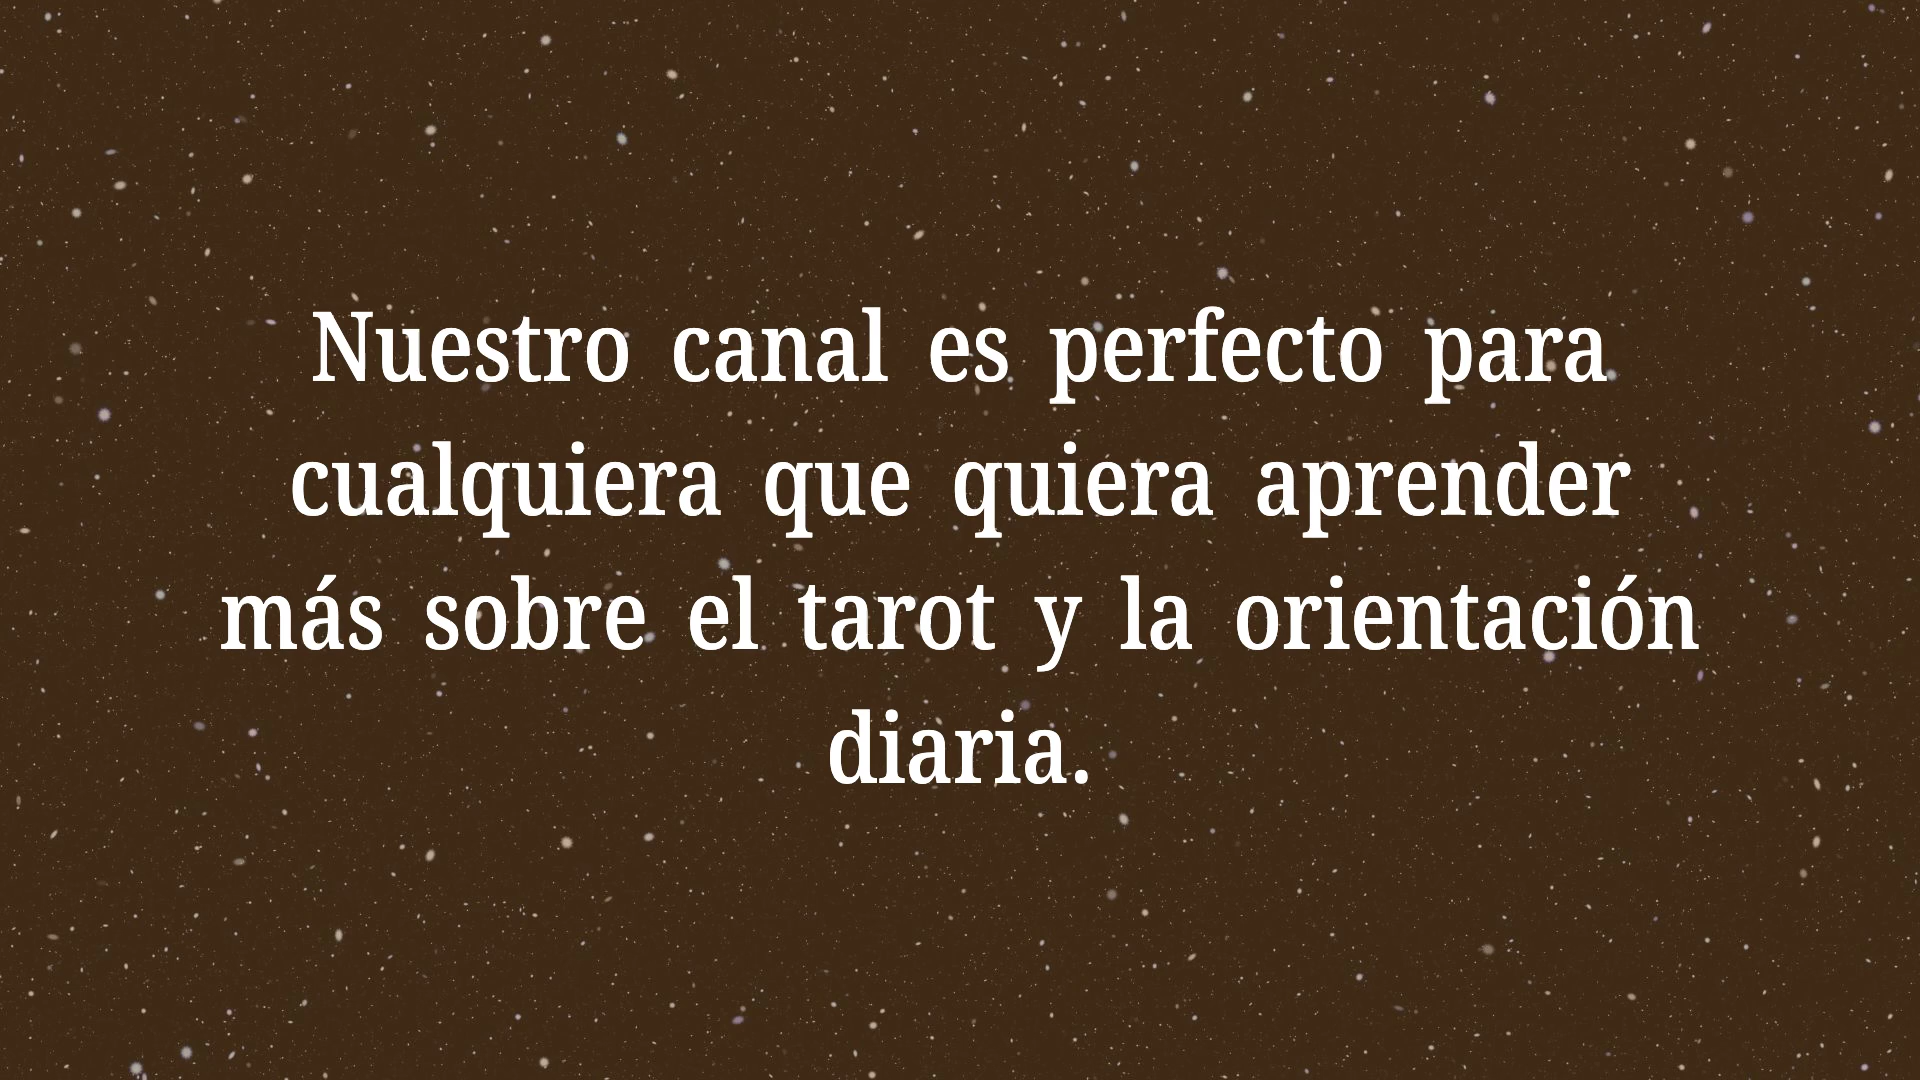 Nuestro canal es perfecto para
cualquiera que quiera aprender
más sobre el tarot y la orientación
diaria.